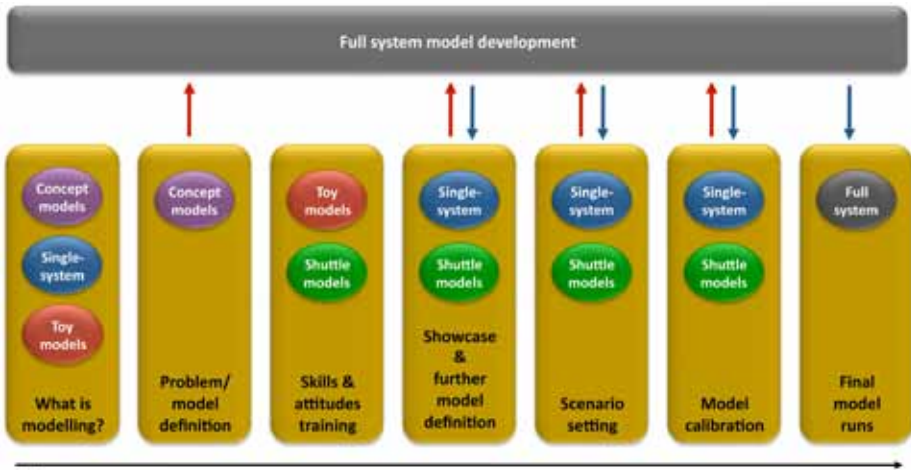 Full system model development
Concept
models
Single-
system
Toy
models
What is
modelling?
Concept
models
Problem/
model
definition
Toy
models
Shuttle
models
Skills &
attitudes
training
Single-
system
Shuttle
models
Showcase
&
further
model
definition
Single-
system
Shuttle
models
Scenario
setting
Single-
system
Shuttle
models
Model
calibration
Full
system
Final
model
runs